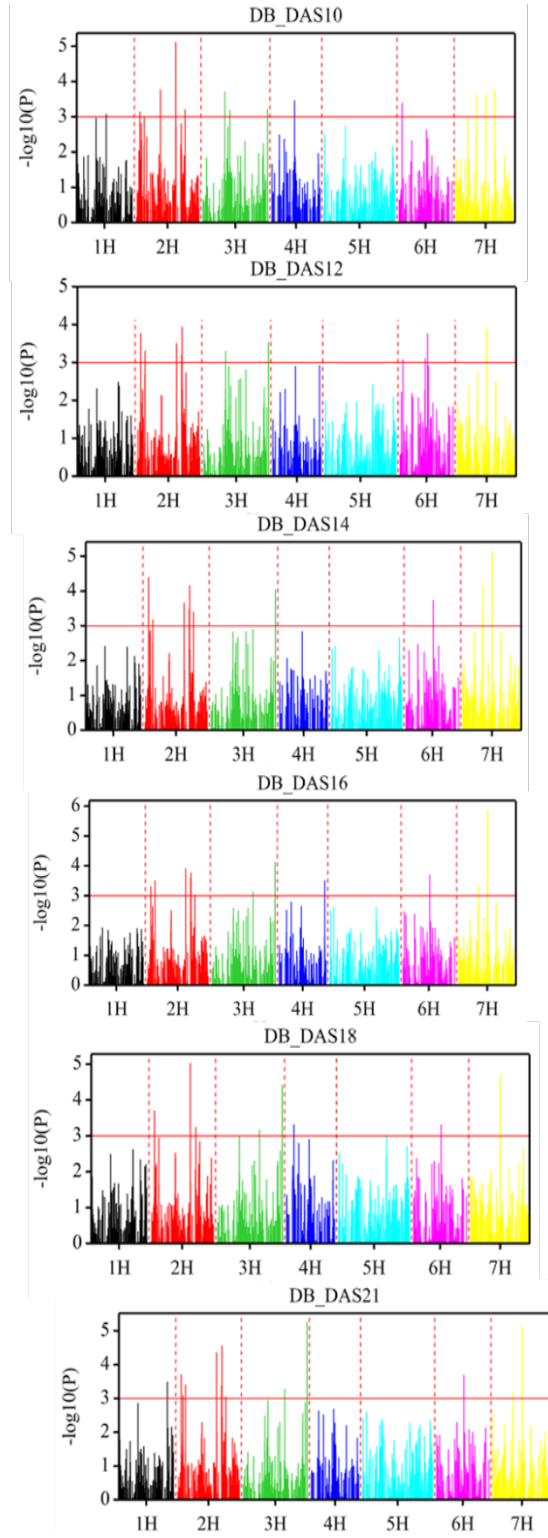 DB_DAS10
-log10(P)
5
4
3
2
1
0
1H 2H 3H 4H 5H 6H 7H
DB_DAS12
-log10(P)
5
4
3
2
1
0
1H 2H 3H 4H 5H 6H 7H
DB_DAS14
-log10(P)
5
4
3
2
1
0
1H 2H 3H 4H 5H 6H 7H
DB_DAS16
-log10(P)
6
5
4
3
2
1
0
1H 2H 3H 4H 5H 6H 7H
DB_DAS18
-log10(P)
5
4
3
2
1
0
1H 2H 3H 4H 5H 6H 7H
DB_DAS21
-log10(P)
5
4
3
2
1
0
1H 2H 3H 4H 5H 6H 7H